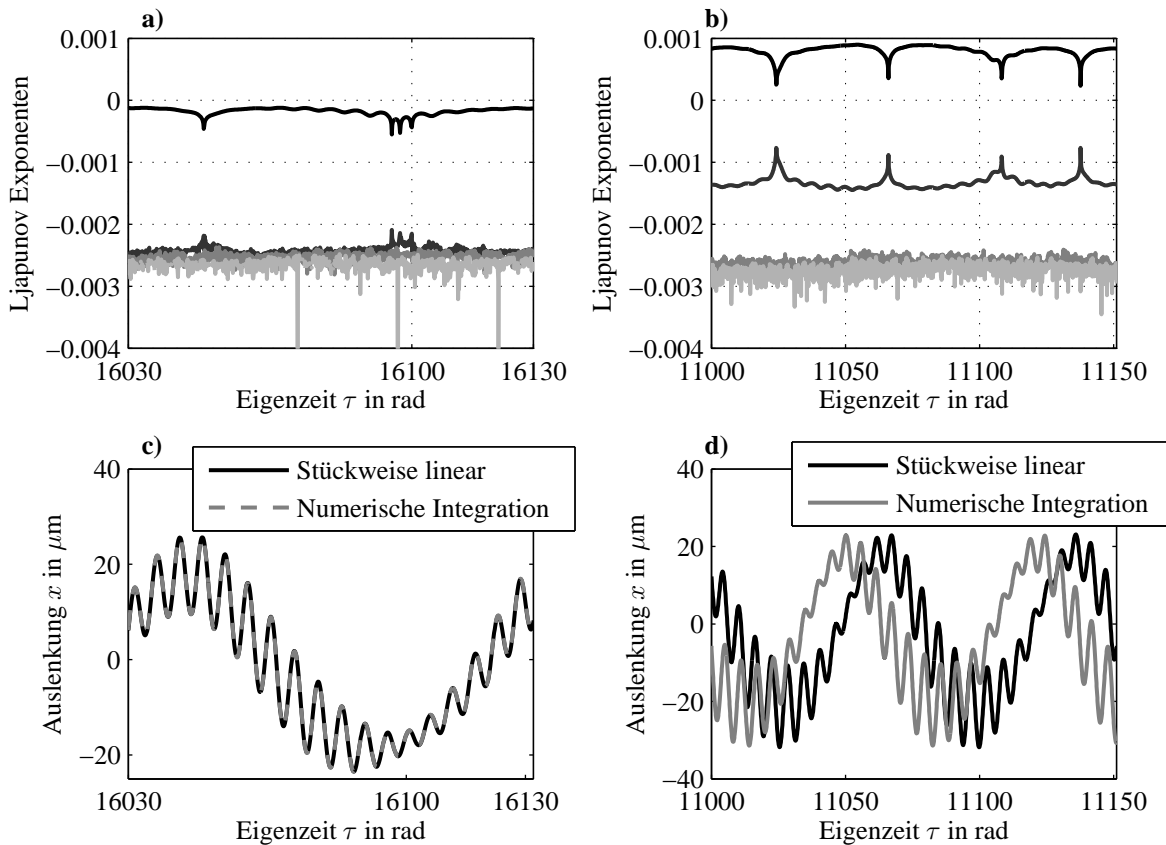 a)
0.001
0
−0.001
−0.002
−0.003
−0.004
Ljapunov Exponenten
16030
16100
16130
Eigenzeit τ in rad
b)
0.001
0
−0.001
−0.002
−0.003
−0.004
Ljapunov Exponenten
11000
11050
11100
11150
Eigenzeit τ in rad
c)
Stückweise linear
Numerische Integration
40
20
0
−20
Auslenkung x in μm
16030
16100
16130
Eigenzeit τ in rad
d)
Stückweise linear
Numerische Integration
40
20
0
−20
−40
Auslenkung x in μm
11000
11050
11100
11150
Eigenzeit τ in rad